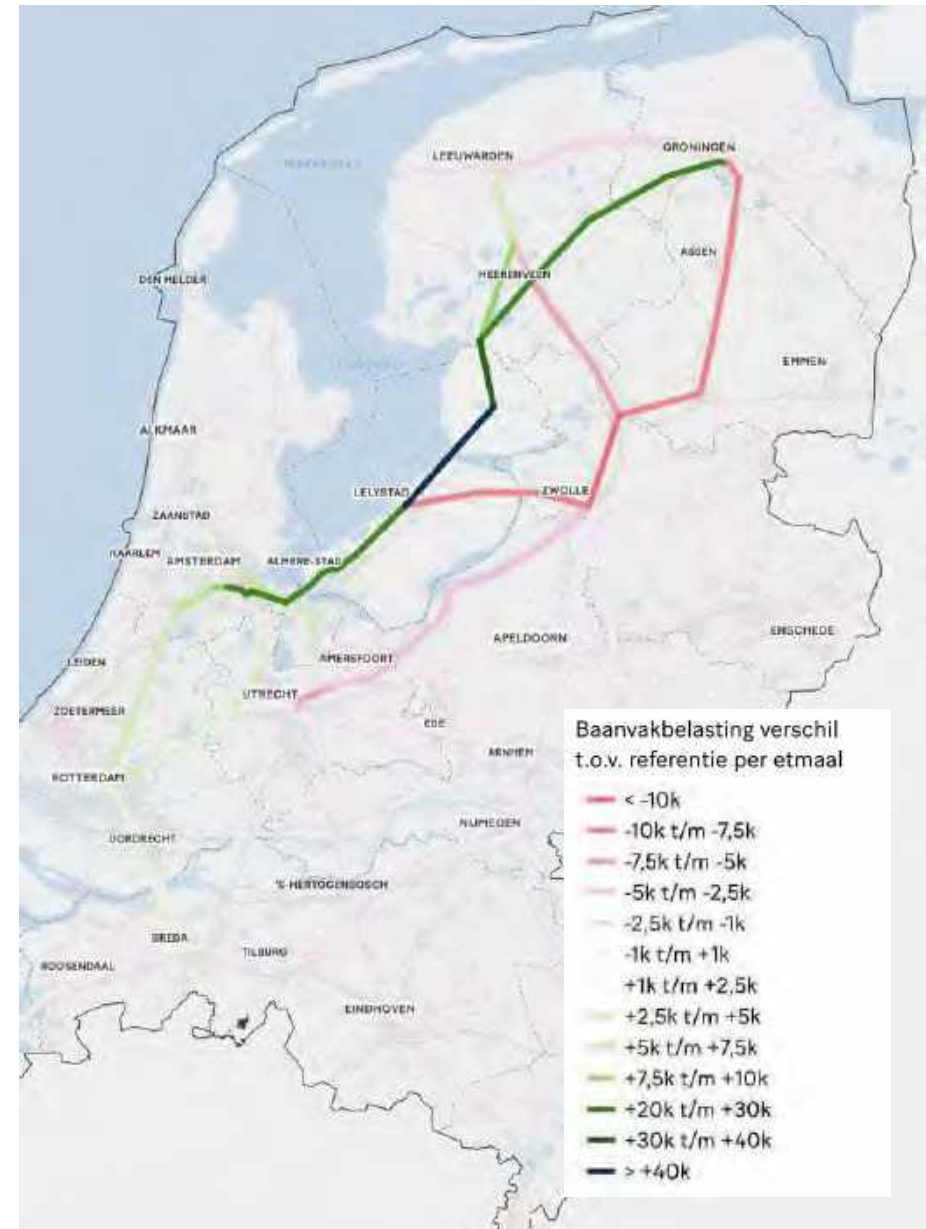 LEEUWARDEN
GRONINGEN
ASSEN
HEERENVEEN
DEN HELDER
EMMEN
ALKMAAR
LELYSTAD
ZWOLLE
ZAANSTAD
HAARLEM
AMSTERDAM
ALMERE-STAD
APELDOORN
ENSCHEDE
LEIDEN
AMERSFOORT
UTRECHT
ZOETERMEER
EDE
ARNHEM
ROTTERDAM
NIJMEGEN
DORDRECHT
'S-HERTOGENBOSCH
BREDA
TILBURG
ROOSENDAAL
EINDHOVEN
Baanvakbelasting verschil
t.o.v. referentie per etmaal
< -10k
-10k t/m -7,5k
-7,5k t/m -5k
-5k t/m -2,5k
-2,5k t/m -1k
-1k t/m +1k
+1k t/m +2,5k
+2,5k t/m +5k
+5k t/m +7,5k
+7,5k t/m +10k
+20k t/m +30k
+30k t/m +40k
> +40k